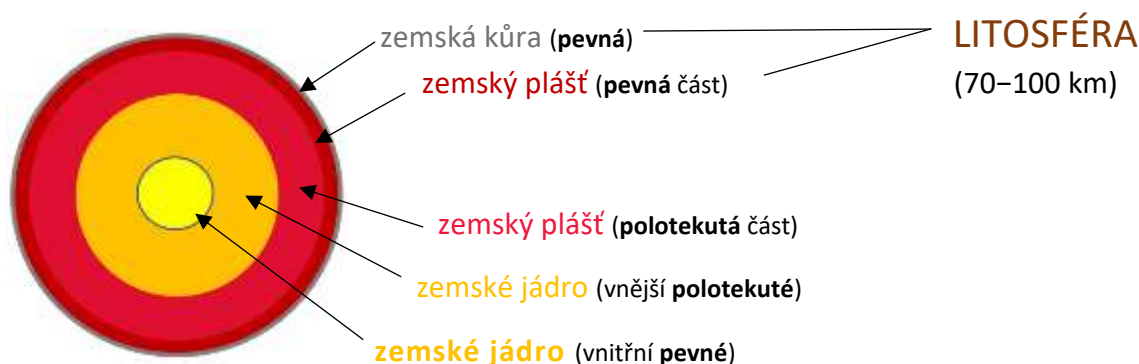 zemská kůra (pevná)
LITOSFÉRA
zemský plášť (pevná část)
(70–100 km)
zemský plášť (polotekutá část)
zemské jádro (vnější polotekuté)
zemské jádro (vnitřní pevné)